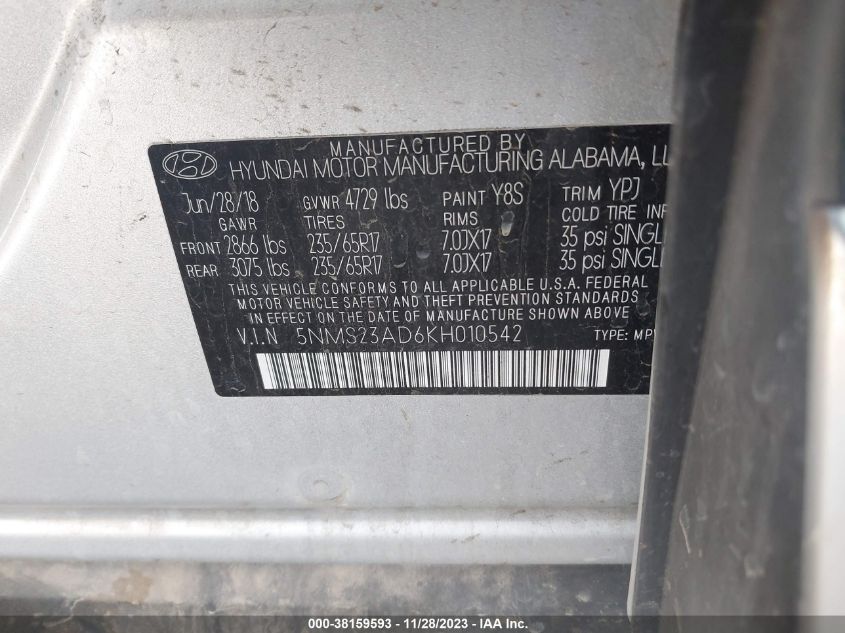 MANUFACTURED BY
HYUNDAI MOTOR MANUFACTURING ALABAMA, LL
Jun/28/18 GVWR 4729 lbs PAINT Y8S TRIM YPJ
GAWR TIRES RIMS COLD TIRE INF
FRONT 2866 lbs 235/65R17 7.0JX17 35 psi SINGL
REAR 3075 lbs 235/65R17 7.0JX17 35 psi SINGL
THIS VEHICLE CONFORMS TO ALL APPLICABLE U.S.A. FEDERAL
MOTOR VEHICLE SAFETY AND THEFT PREVENTION STANDARDS
IN EFFECT ON THE DATE OF MANUFACTURE SHOWN ABOVE
V.I.N 5NMS23AD6KH010542 TYPE: MPV
000-38159593 - 11/28/2023 - IAA Inc.